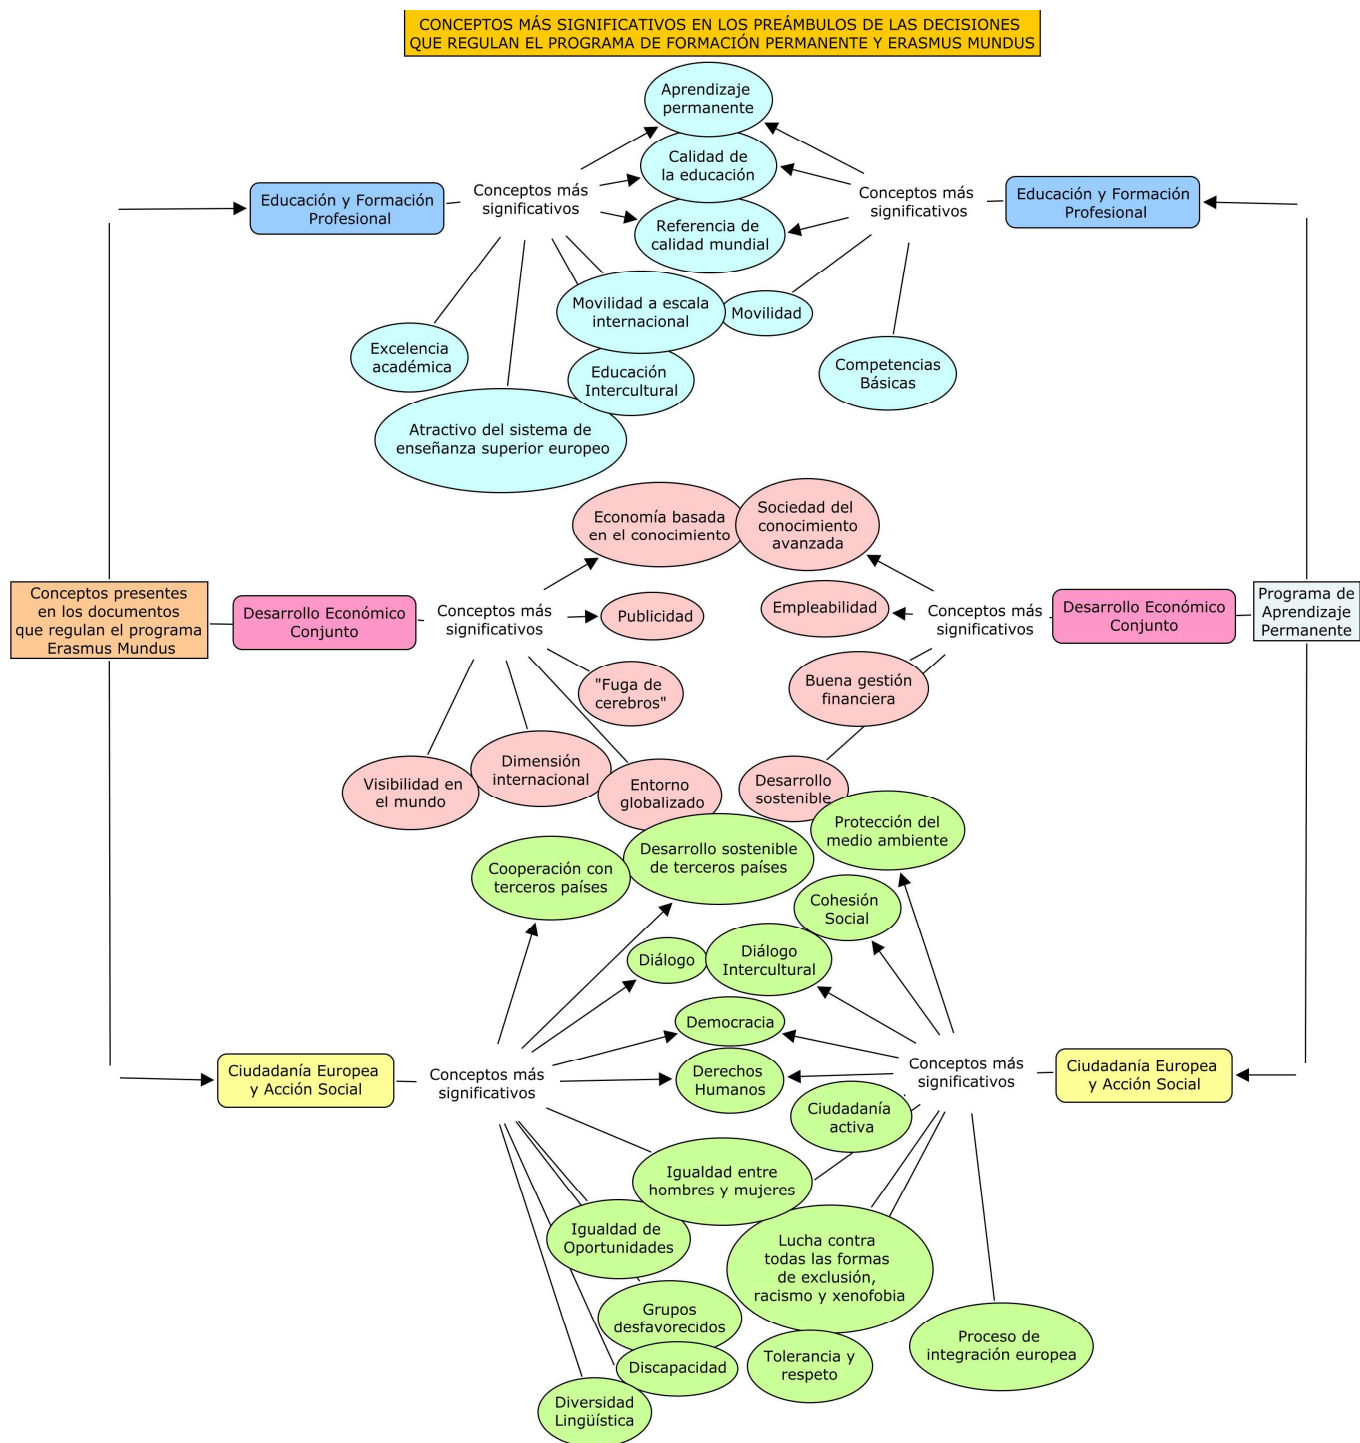 CONCEPTOS MÁS SIGNIFICATIVOS EN LOS PREÁMBULOS DE LAS DECISIONES
QUE REGULAN EL PROGRAMA DE FORMACIÓN PERMANENTE Y ERASMUS MUNDUS
Aprendizaje
permanente
Calidad de
la educación
Referencia de
calidad mundial
Educación y Formación
Profesional
Conceptos más
significativos
Conceptos más
significativos
Educación y Formación
Profesional
Movilidad a escala
internacional
Movilidad
Excelencia
académica
Educación
Intercultural
Competencias
Básicas
Atractivo del sistema de
enseñanza superior europeo
Economía basada
en el conocimiento
Sociedad del
conocimiento
avanzada
Conceptos presentes
en los documentos
que regulan el programa
Erasmus Mundus
Desarrollo Económico
Conjunto
Conceptos más
significativos
Publicidad
Empleabilidad
Conceptos más
significativos
Desarrollo Económico
Conjunto
Programa de
Aprendizaje
Permanente
"Fuga de
cerebros"
Buena gestión
financiera
Visibilidad en
el mundo
Dimensión
internacional
Entorno
globalizado
Desarrollo
sostenible
Protección del
medio ambiente
Cooperación con
terceros países
Desarrollo sostenible
de terceros países
Cohesión
Social
Diálogo
Diálogo
Intercultural
Democracia
Derechos
Humanos
Ciudadanía Europea
y Acción Social
Conceptos más
significativos
Conceptos más
significativos
Ciudadanía Europea
y Acción Social
Ciudadanía
activa
Igualdad entre
hombres y mujeres
Igualdad de
Oportunidades
Lucha contra
todas las formas
de exclusión,
racismo y xenofobia
Grupos
desfavorecidos
Discapacidad
Tolerancia y
respeto
Proceso de
integración europea
Diversidad
Lingüística